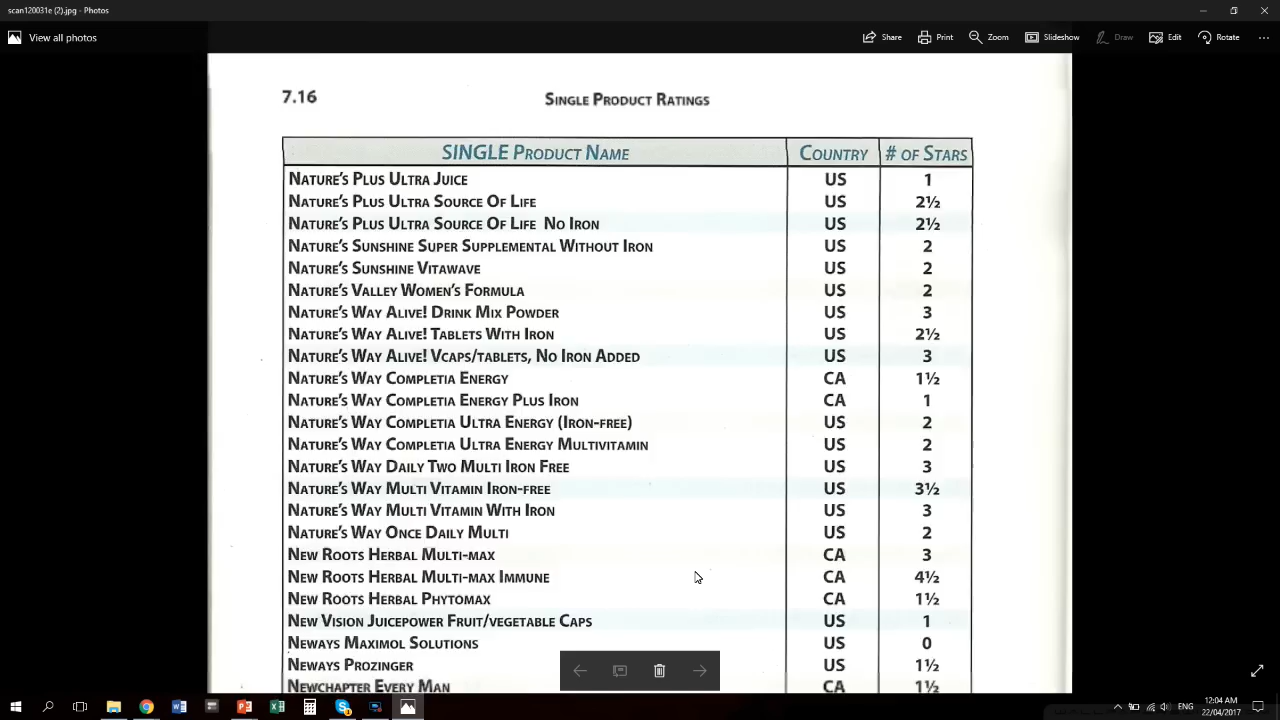 scan120031e (2).jpg - Photos
View all photos
Share Print Zoom Slideshow Draw Edit Rotate
7.16 Single Product Ratings
SINGLE Product Name Country # of Stars
Nature's Plus Ultra Juice US 1
Nature's Plus Ultra Source Of Life US 2½
Nature's Plus Ultra Source Of Life No Iron US 2½
Nature's Sunshine Super Supplemental Without Iron US 2
Nature's Sunshine Vitawave US 2
Nature's Valley Women's Formula US 2
Nature's Way Alive! Drink Mix Powder US 3
Nature's Way Alive! Tablets With Iron US 2½
Nature's Way Alive! Vcaps/tablets, No Iron Added US 3
Nature's Way Completia Energy CA 1½
Nature's Way Completia Energy Plus Iron CA 1
Nature's Way Completia Ultra Energy (Iron-free) US 2
Nature's Way Completia Ultra Energy Multivitamin US 2
Nature's Way Daily Two Multi Iron Free US 3
Nature's Way Multi Vitamin Iron-free US 3½
Nature's Way Multi Vitamin With Iron US 3
Nature's Way Once Daily Multi US 2
New Roots Herbal Multi-max CA 3
New Roots Herbal Multi-max Immune CA 4½
New Roots Herbal Phytomax CA 1½
New Vision Juicepower Fruit/vegetable Caps US 1
Neways Maximol Solutions US 0
Neways Prozinger US 1½
Newchapter Every Man CA 1½
ENG
12:04 AM
22/04/2017